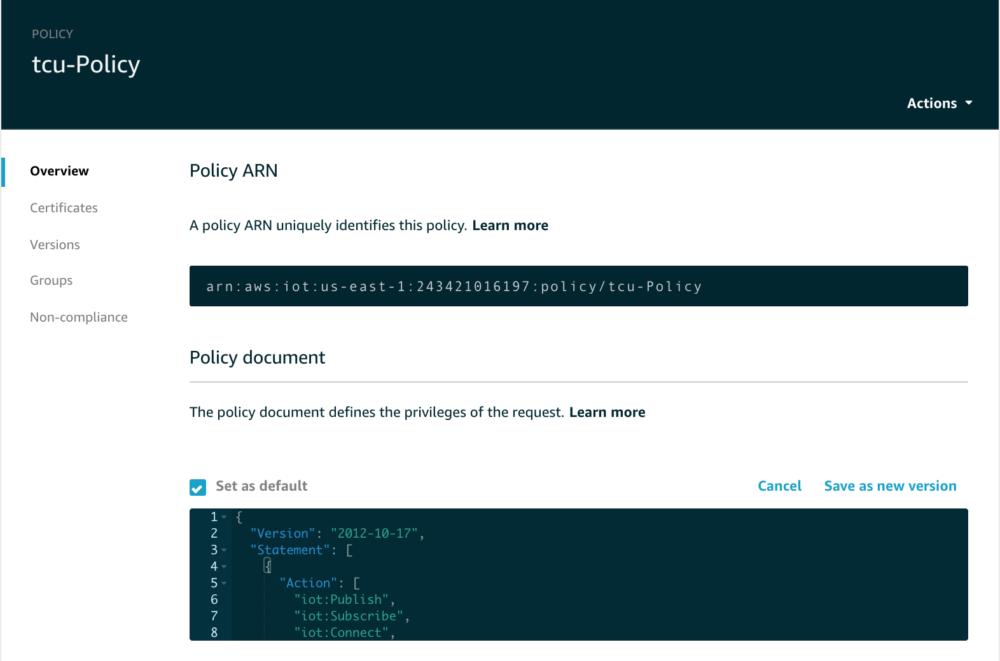 POLICY
tcu-Policy
Actions
Overview
Certificates
Versions
Groups
Non-compliance
Policy ARN
A policy ARN uniquely identifies this policy. Learn more
arn:aws:iot:us-east-1:243421016197:policy/tcu-Policy
Policy document
The policy document defines the privileges of the request. Learn more
Set as default
Cancel
Save as new version
1 {
2 "Version": "2012-10-17",
3 "Statement": [
4 {
5 "Action": [
6 "iot:Publish",
7 "iot:Subscribe",
8 "iot:Connect",